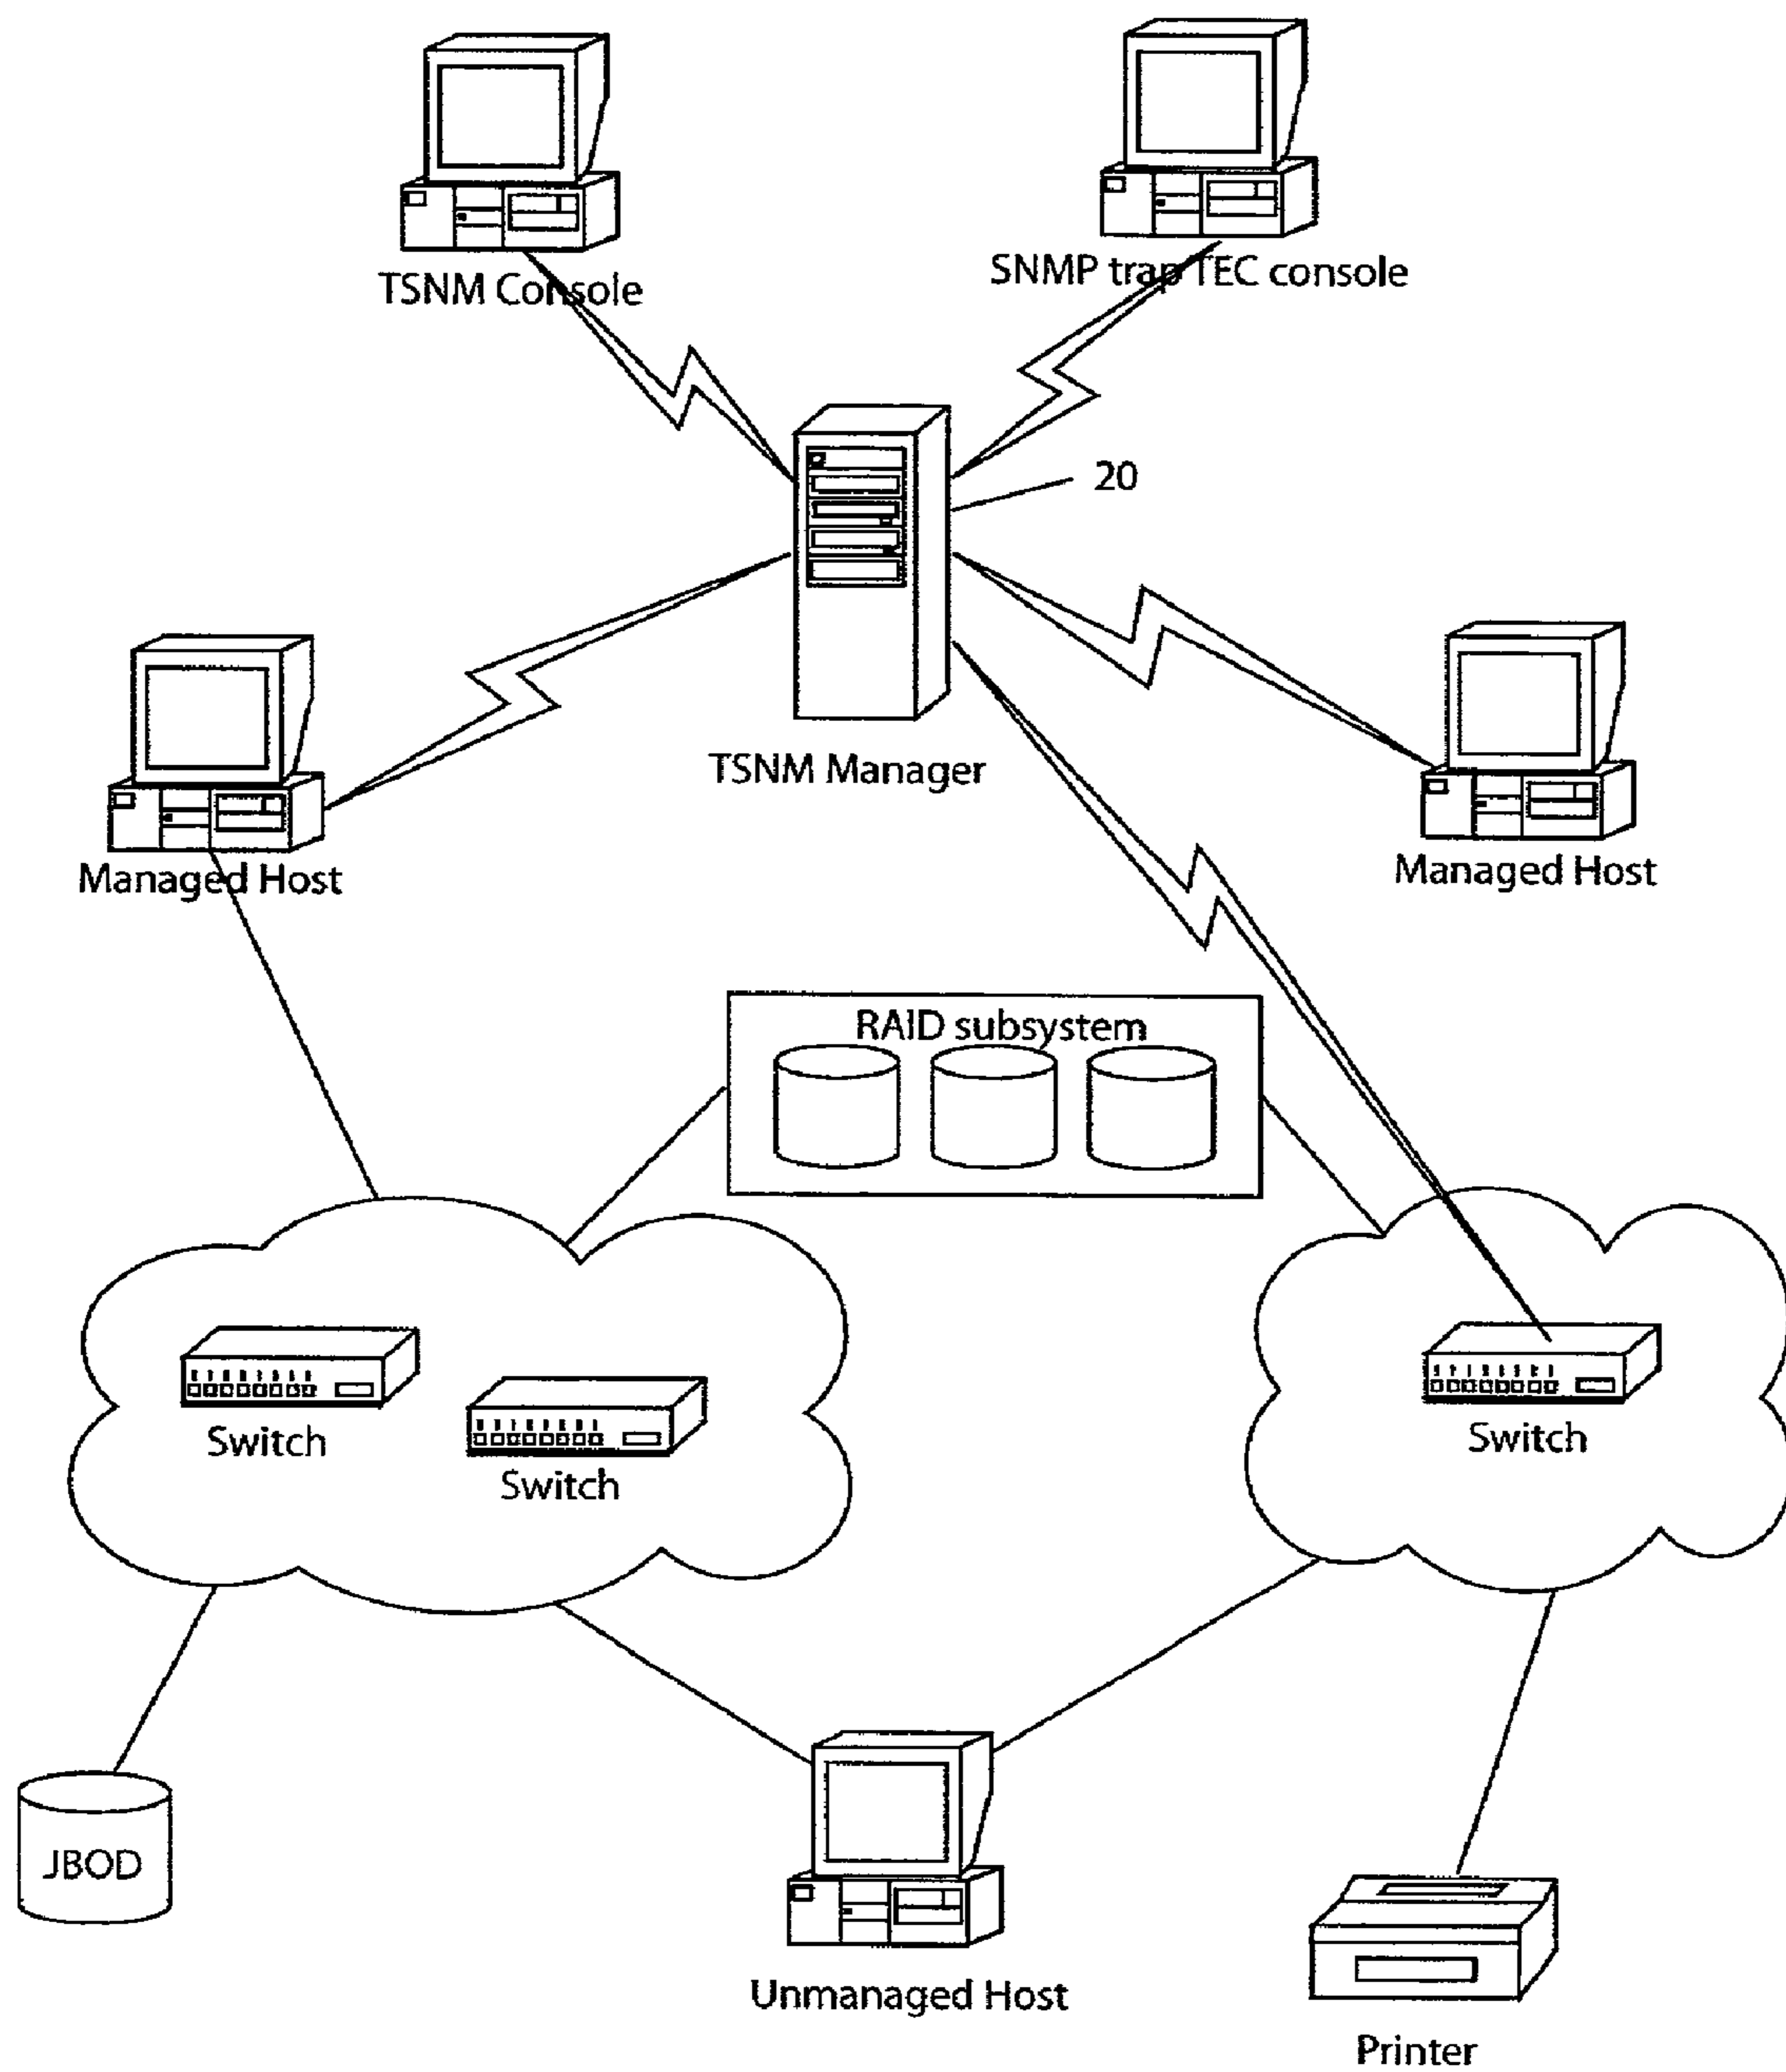 TSNM Console
SNMP trap TEC console
20
TSNM Manager
Managed Host
Managed Host
RAID subsystem
Switch
Switch
Switch
JBOD
Unmanaged Host
Printer